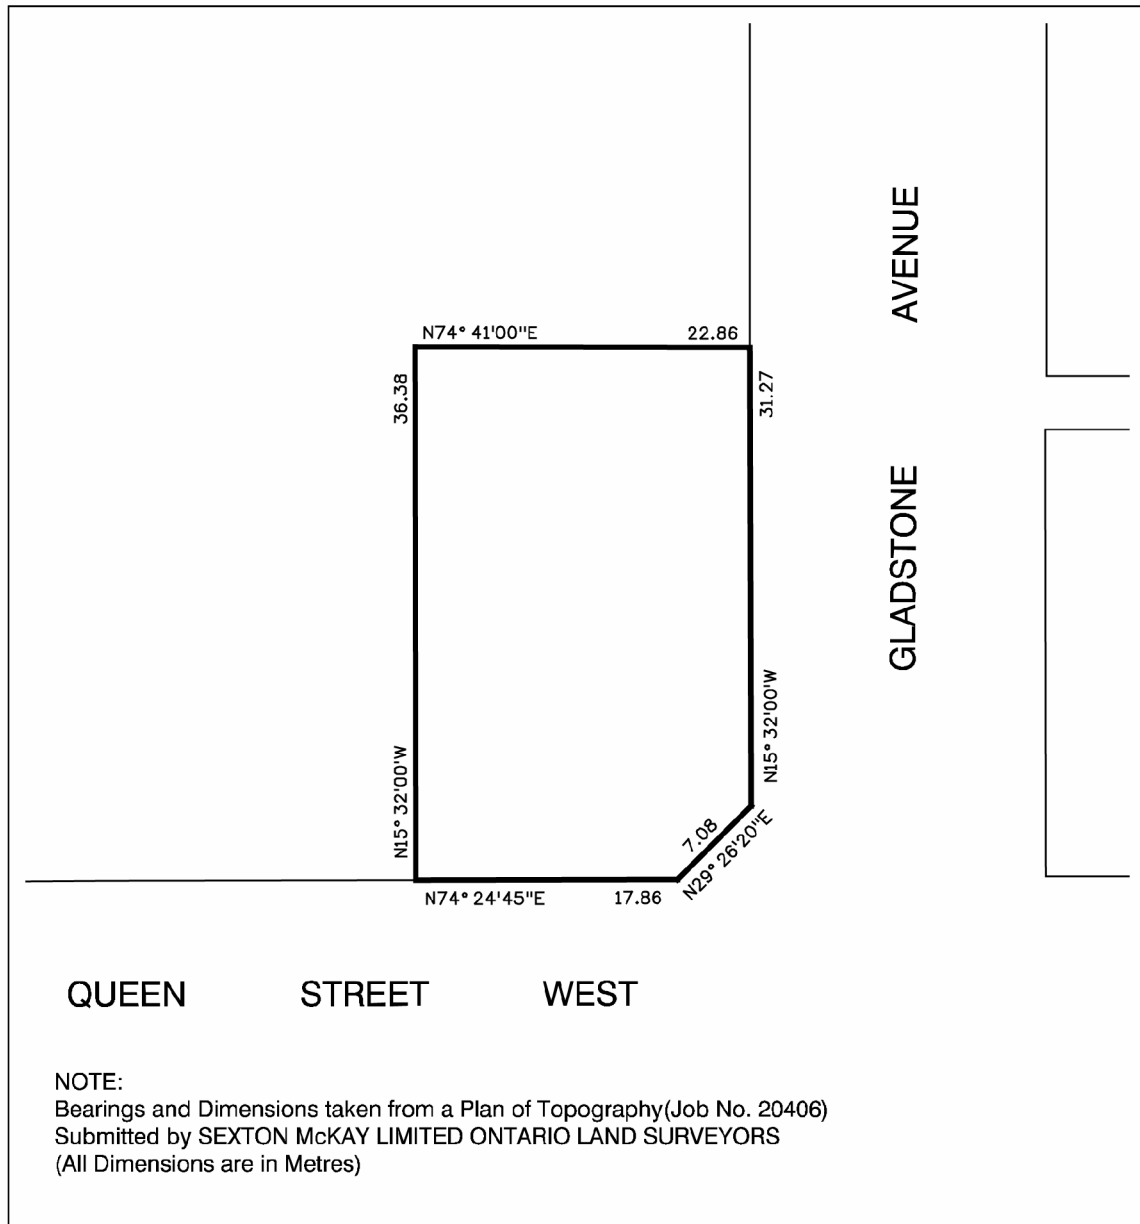 AVENUE
N74° 41'00"E
22.86
36.38
31.27
GLADSTONE
N15° 32'00"W
N15° 32'00"W
7.08
N29° 26'20"E
N74° 24'45"E
17.86
QUEEN STREET WEST
NOTE:
Bearings and Dimensions taken from a Plan of Topography(Job No. 20406)
Submitted by SEXTON McKAY LIMITED ONTARIO LAND SURVEYORS
(All Dimensions are in Metres)